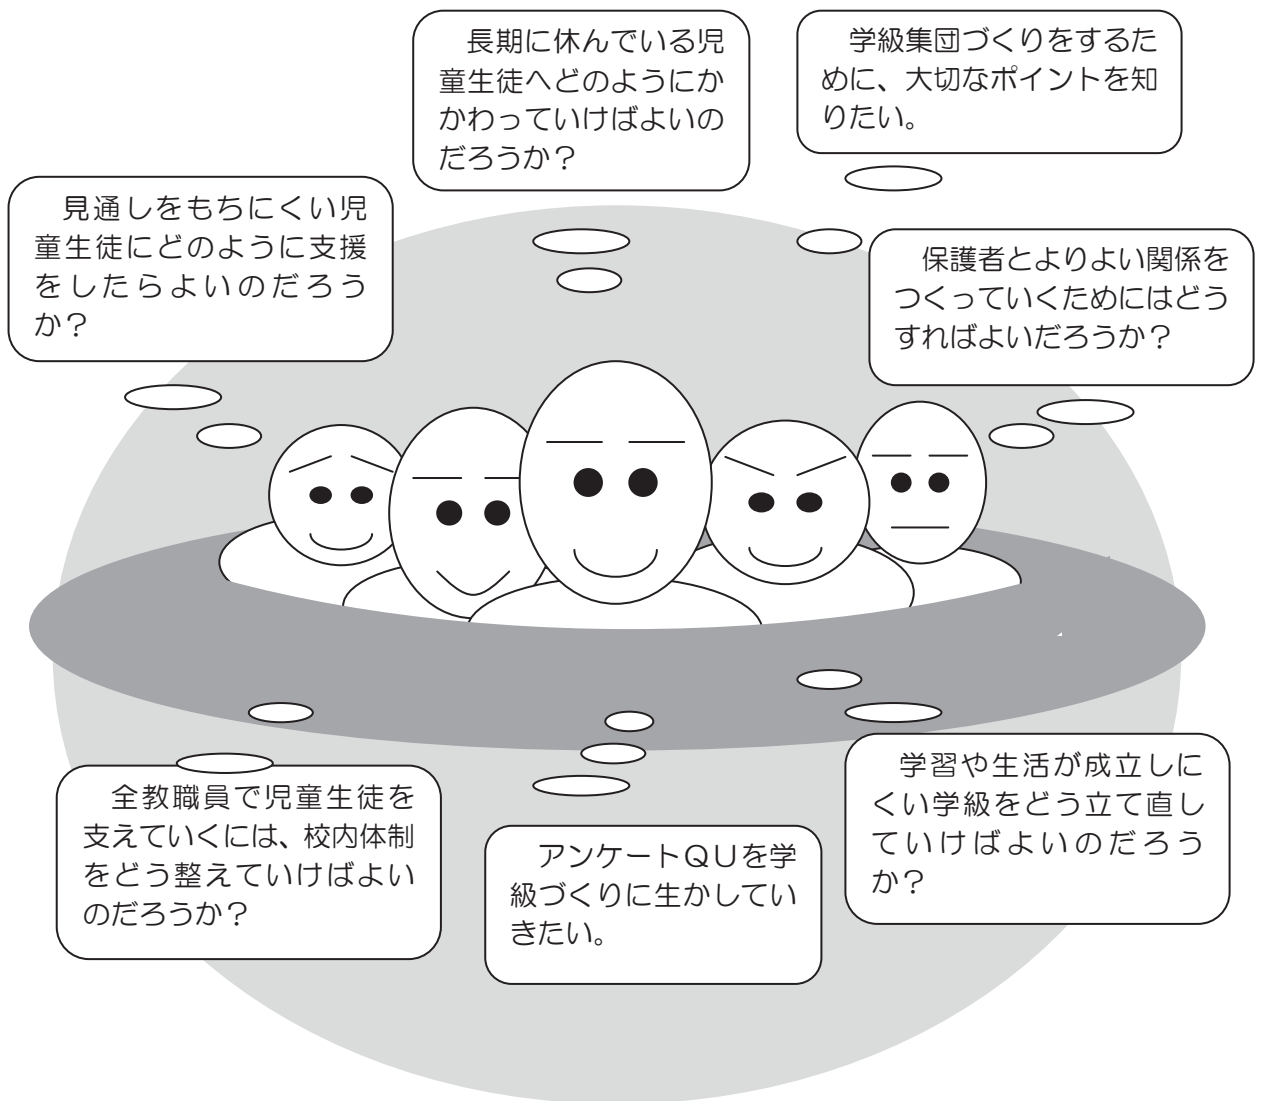 長期に休んでいる児
童生徒へどのようにか
かわっていけばよいの
だろうか？
学級集団づくりをするた
めに、大切なポイントを知
りたい。
見通しをもちにくい児
童生徒にどのように支援
をしたらよいのだろう
か？
保護者とよりよい関係を
つくっていくためにはどう
すればよいだろうか？
全教職員で児童生徒を
支えていくには、校内体制
をどう整えていけばよい
のだろうか？
アンケートＱＵを学
級づくりに生かしてい
きたい。
学習や生活が成立しに
くい学級をどう立て直し
ていけばよいのだろう
か？